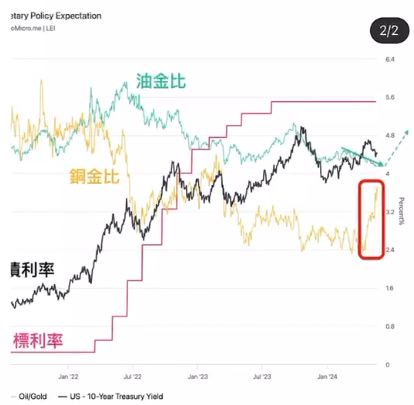 etary Policy Expectation
oMicro.me | LEI
2/2
6.4
5.6
4.8
4
3.2
2.4
1.6
0.8
0
Percent%
油金比
銅金比
債利率
標利率
Jan '22
Jul '22
Jan '23
Jul '23
Jan '24
Oil/Gold
US - 10-Year Treasury Yield